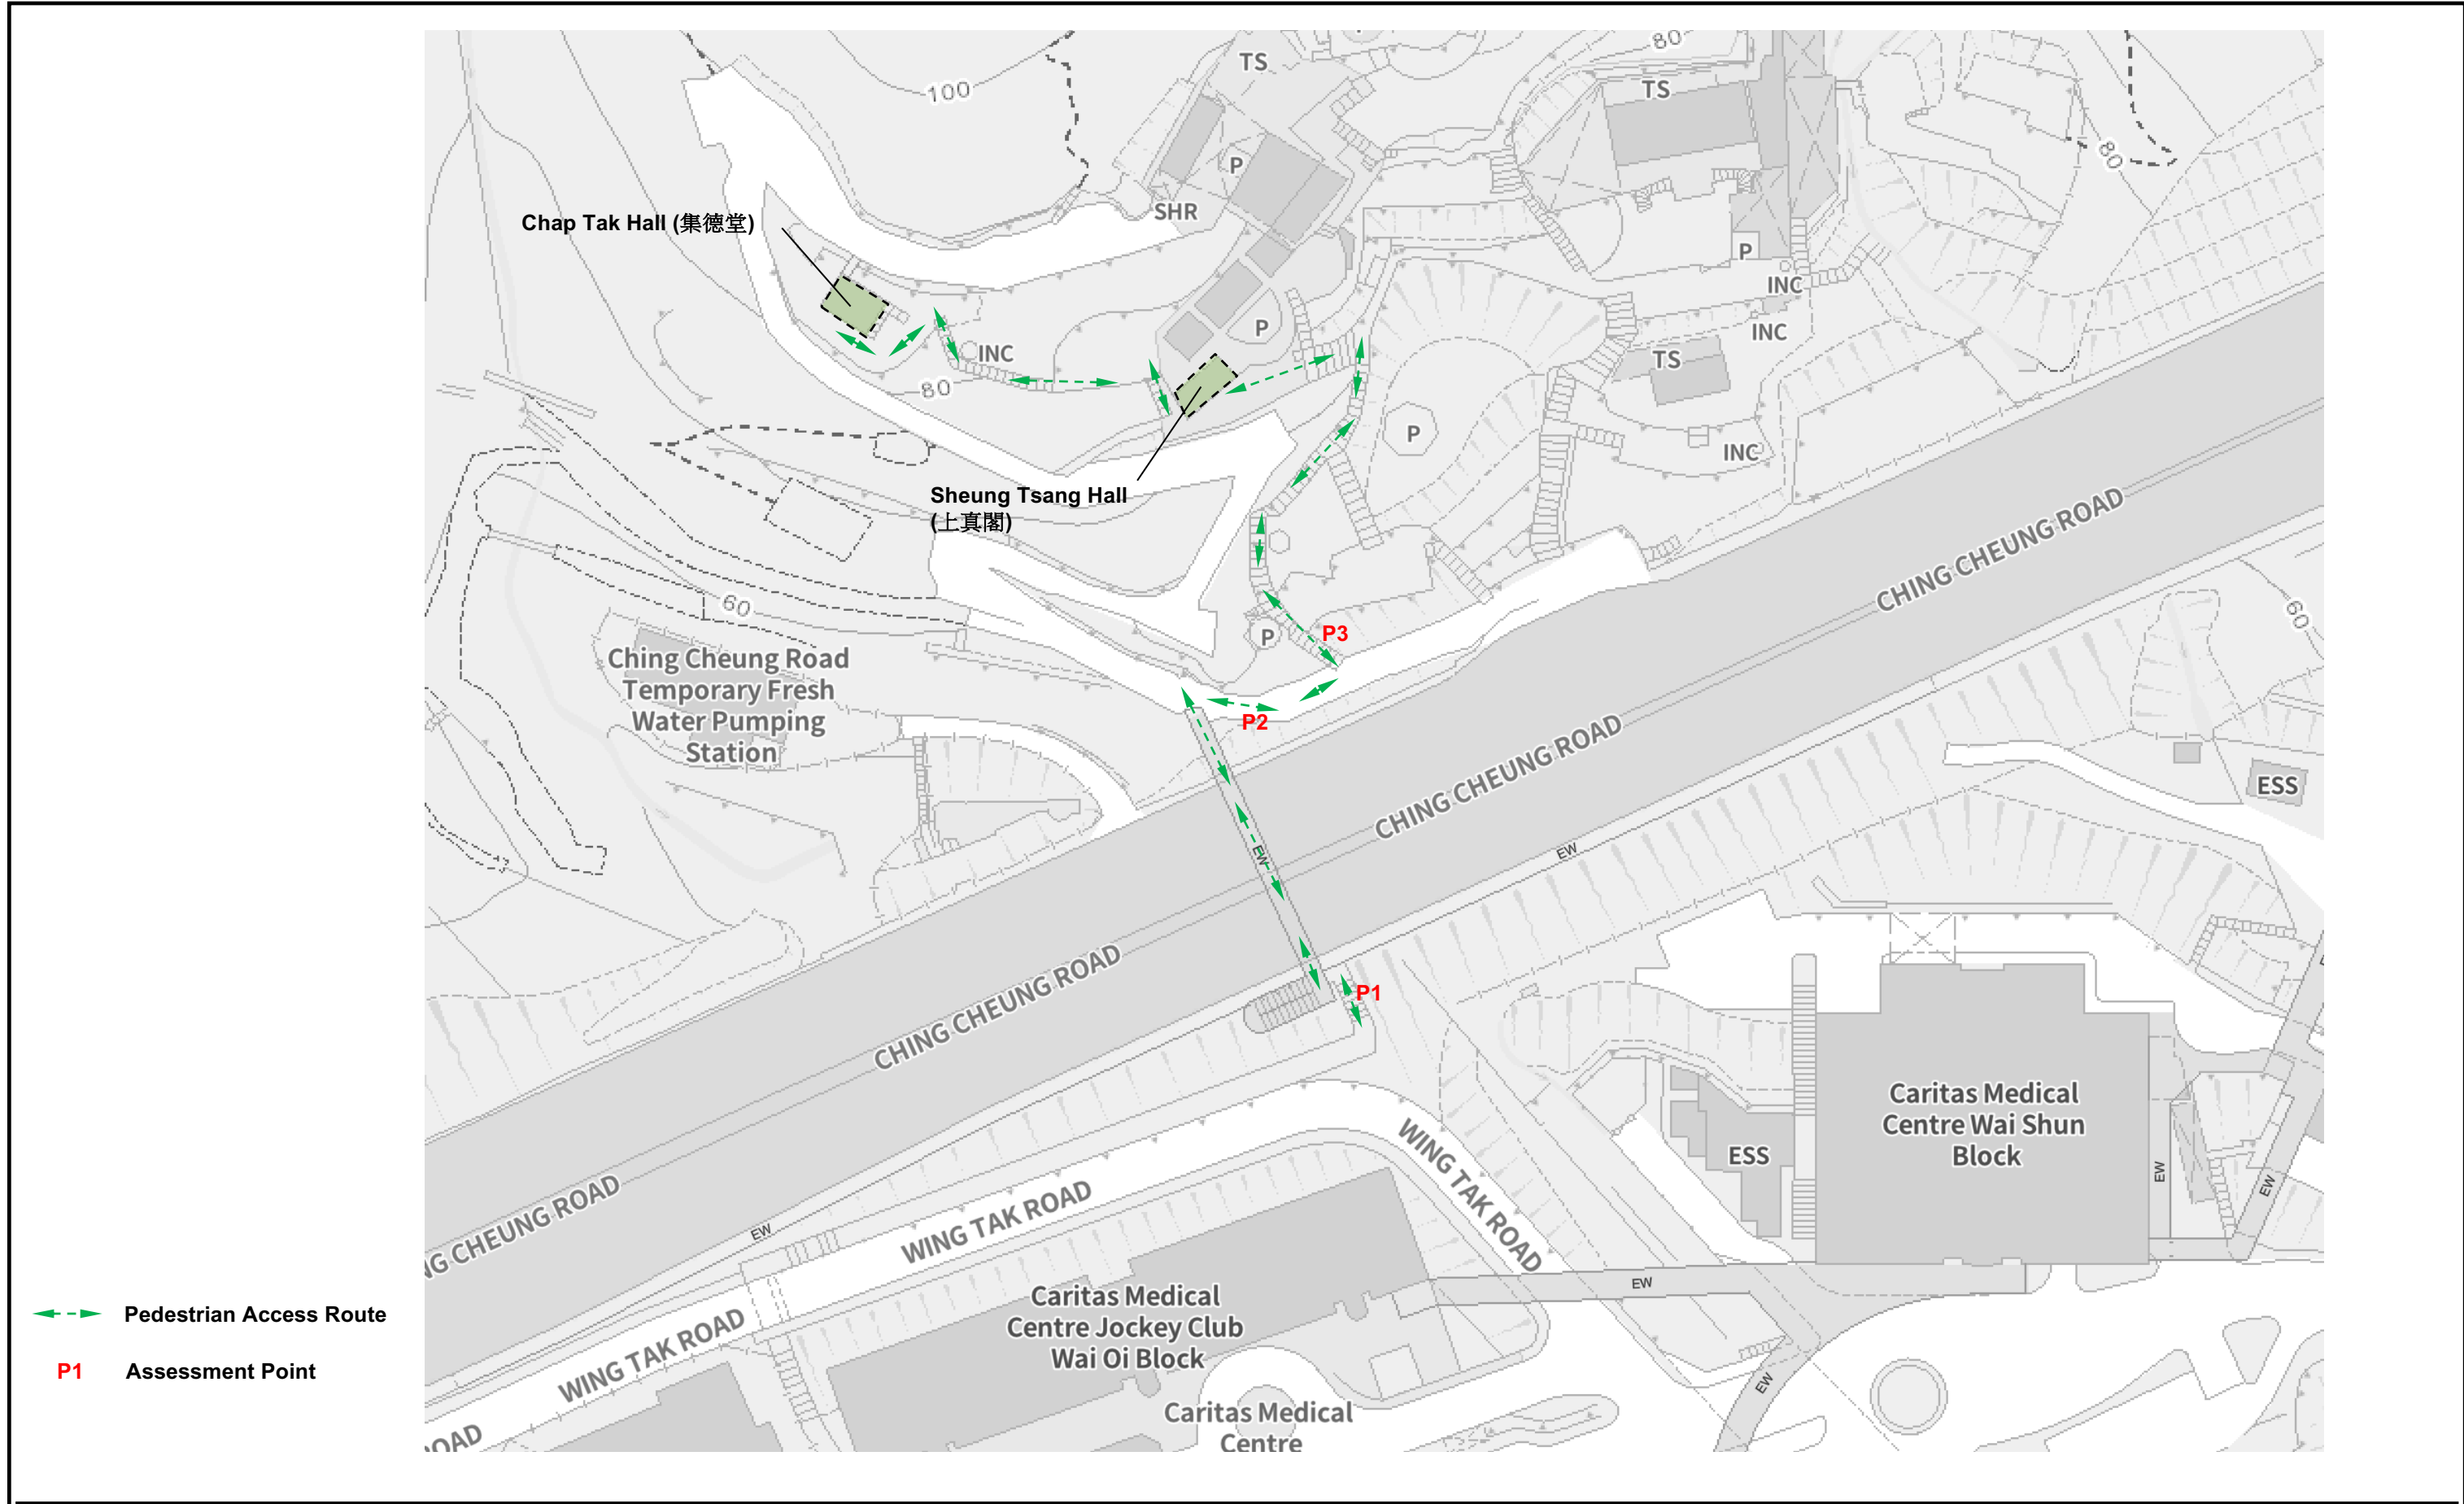 80
TS
TS
100
P
80
SHR
Chap Tak Hall (集德堂)
P
INC
P
INC
INC
TS
80
P
INC
Sheung Tsang Hall
(上真閣)
CHING CHEUNG ROAD
60
60
P3
P
Ching Cheung Road
Temporary Fresh
Water Pumping
Station
P2
CHING CHEUNG ROAD
ESS
EW
EW
CHING CHEUNG ROAD
P1
Caritas Medical
Centre Wai Shun
Block
ESS
EW
EW
WING TAK ROAD
NG CHEUNG ROAD
EW
WING TAK ROAD
EW
Caritas Medical
Centre Jockey Club
Wai Oi Block
Pedestrian Access Route
WING TAK ROAD
P1 Assessment Point
EW
Caritas Medical
Centre
OAD